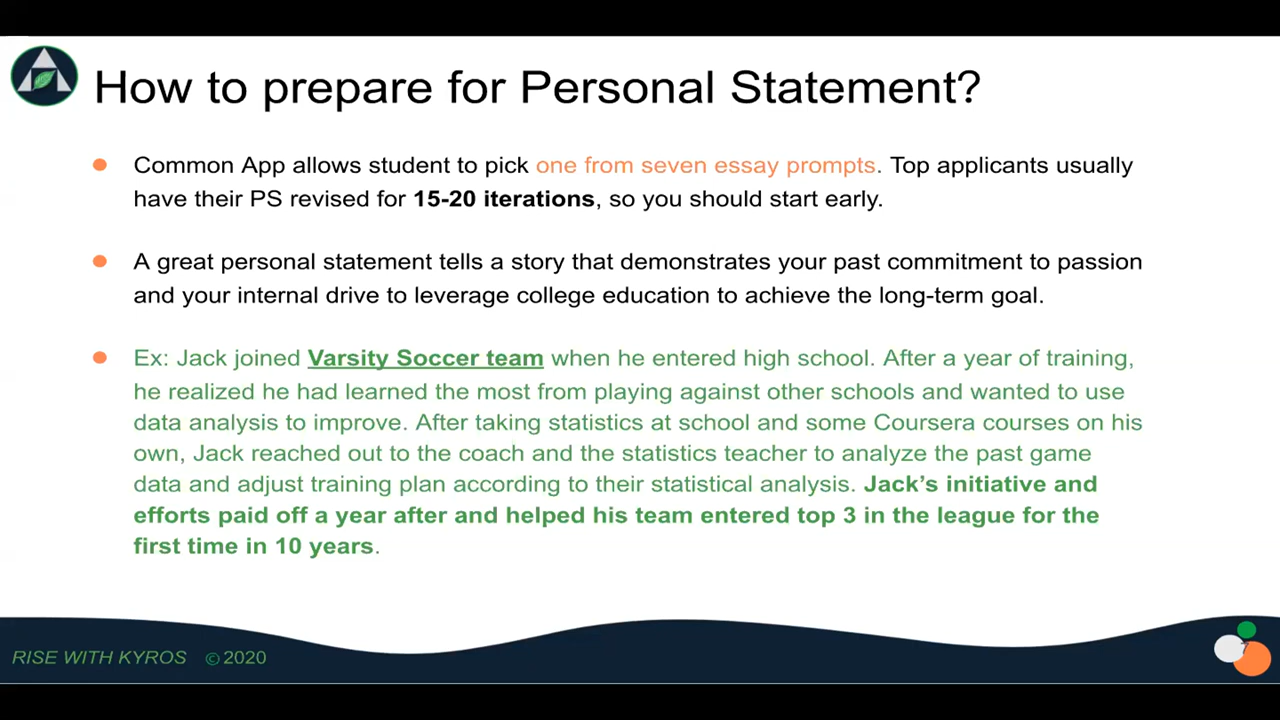 How to prepare for Personal Statement?
Common App allows student to pick one from seven essay prompts. Top applicants usually
have their PS revised for 15-20 iterations, so you should start early.
A great personal statement tells a story that demonstrates your past commitment to passion
and your internal drive to leverage college education to achieve the long-term goal.
Ex: Jack joined Varsity Soccer team when he entered high school. After a year of training,
he realized he had learned the most from playing against other schools and wanted to use
data analysis to improve. After taking statistics at school and some Coursera courses on his
own, Jack reached out to the coach and the statistics teacher to analyze the past game
data and adjust training plan according to their statistical analysis. Jack’s initiative and
efforts paid off a year after and helped his team entered top 3 in the league for the
first time in 10 years.
RISE WITH KYROS ©2020